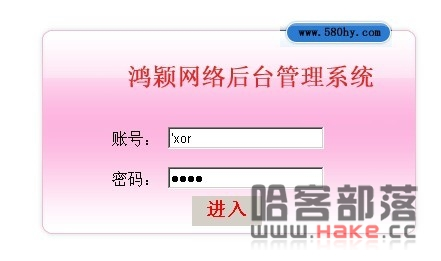 www.580hy.com
鸿颖网络后台管理系统
账号： 'xor
密码： ●●●●
进入
哈客部落
www.Hake.cc